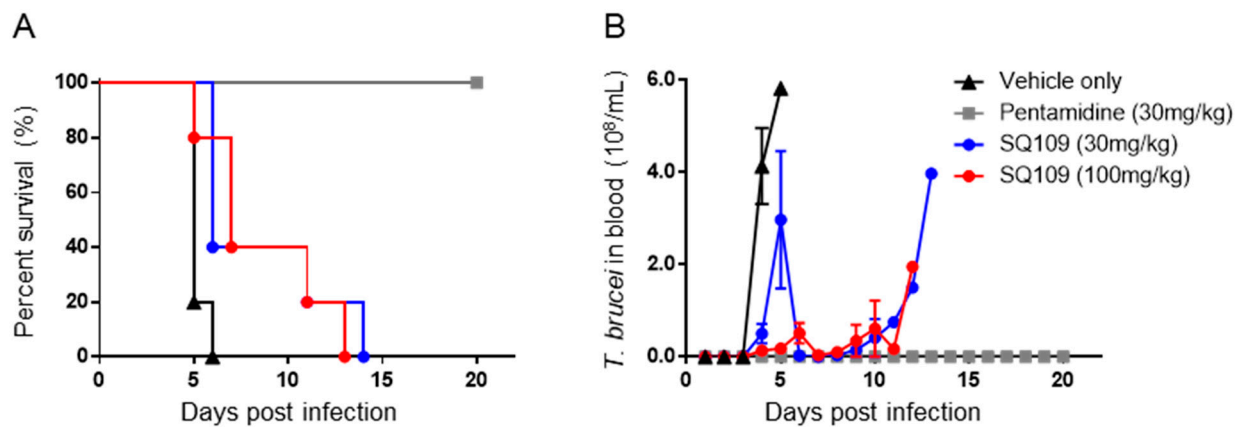 A
Percent survival (%)
100
80
60
40
20
0
0
5
10
15
20
Days post infection
B
T. brucei in blood (10⁸/mL)
6.0
4.0
2.0
0.0
0
5
10
15
20
Days post infection
Vehicle only
Pentamidine (30mg/kg)
SQ109 (30mg/kg)
SQ109 (100mg/kg)